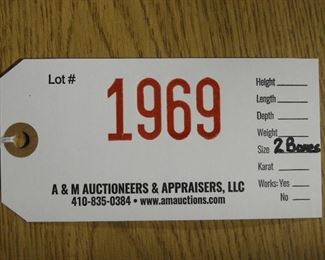 Lot #
1969
Height
Length
Depth
Weight
Size 2 Boxes
Karat
Works: Yes
No
A & M AUCTIONEERS & APPRAISERS, LLC
410-835-0384 • www.amauctions.com